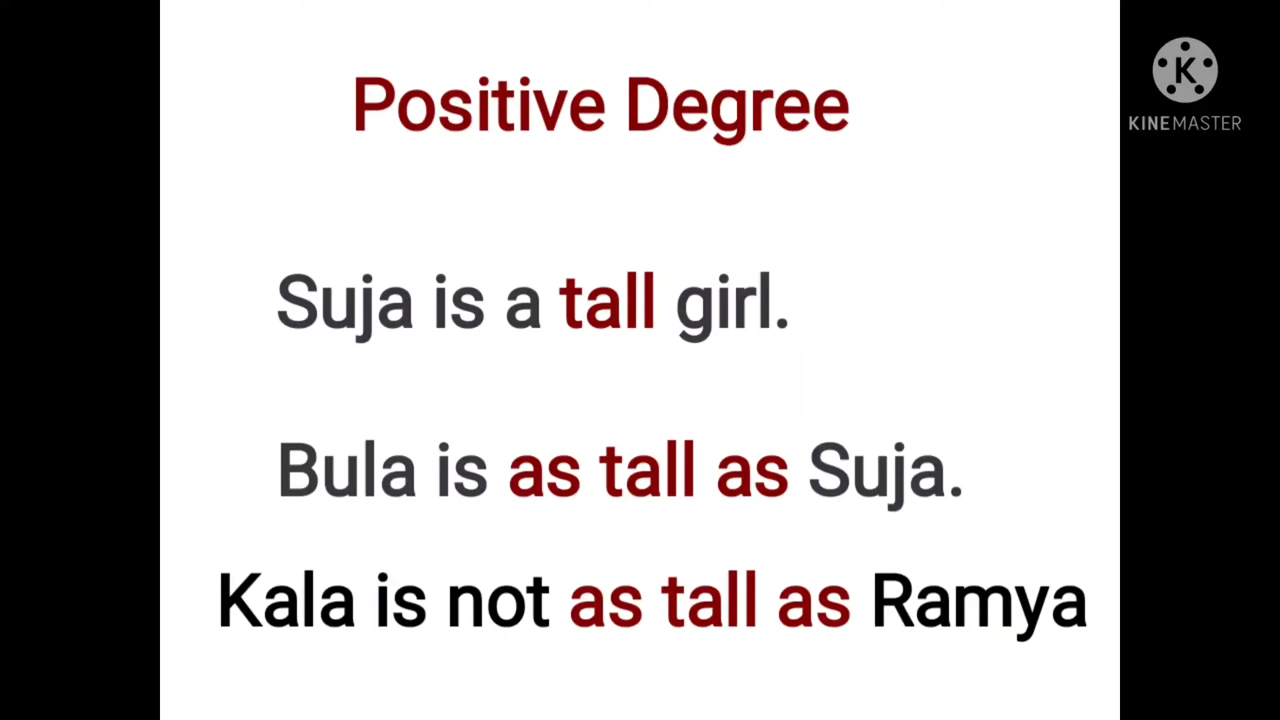 Positive Degree
K
KINEMASTER
Suja is a tall girl.
Bula is as tall as Suja.
Kala is not as tall as Ramya